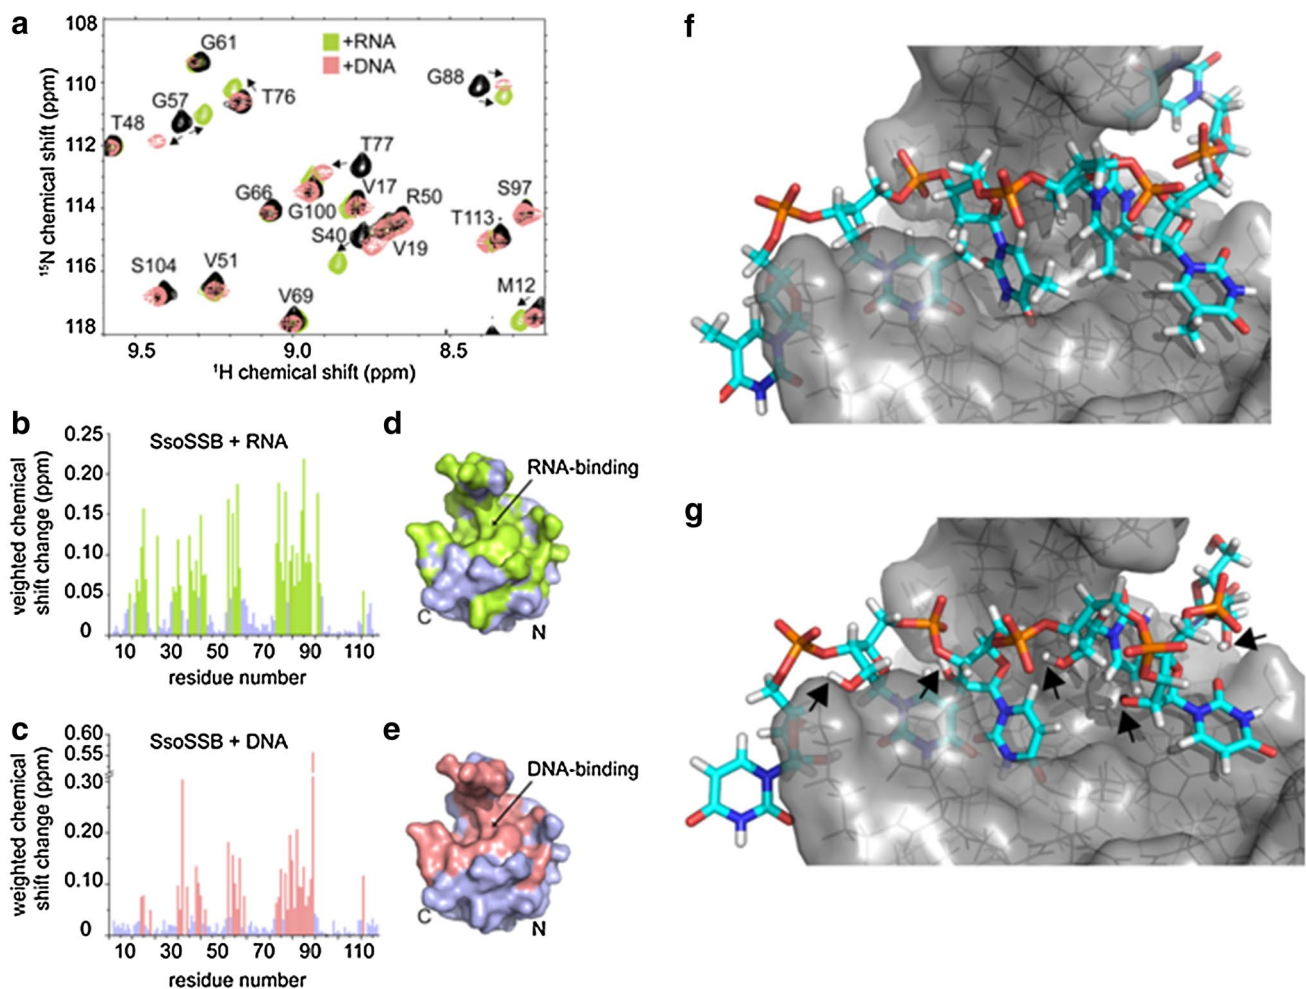 a
108
110
112
114
116
118
¹⁵N chemical shift (ppm)
9.5
9.0
8.5
¹H chemical shift (ppm)
+RNA
+DNA
G61
G57
T76
T48
G88
T77
G66
G100
V17
R50
S97
T113
S40
V19
S104
V51
V69
M12
b
SsoSSB + RNA
weighted chemical
shift change (ppm)
0.25
0.20
0.15
0.10
0.05
0
10 30 50 70 90 110
residue number
c
SsoSSB + DNA
weighted chemical
shift change (ppm)
0.60
0.55
0.30
0.20
0.10
0
10 30 50 70 90 110
residue number
d
RNA-binding
C
N
e
DNA-binding
C
N
f
g